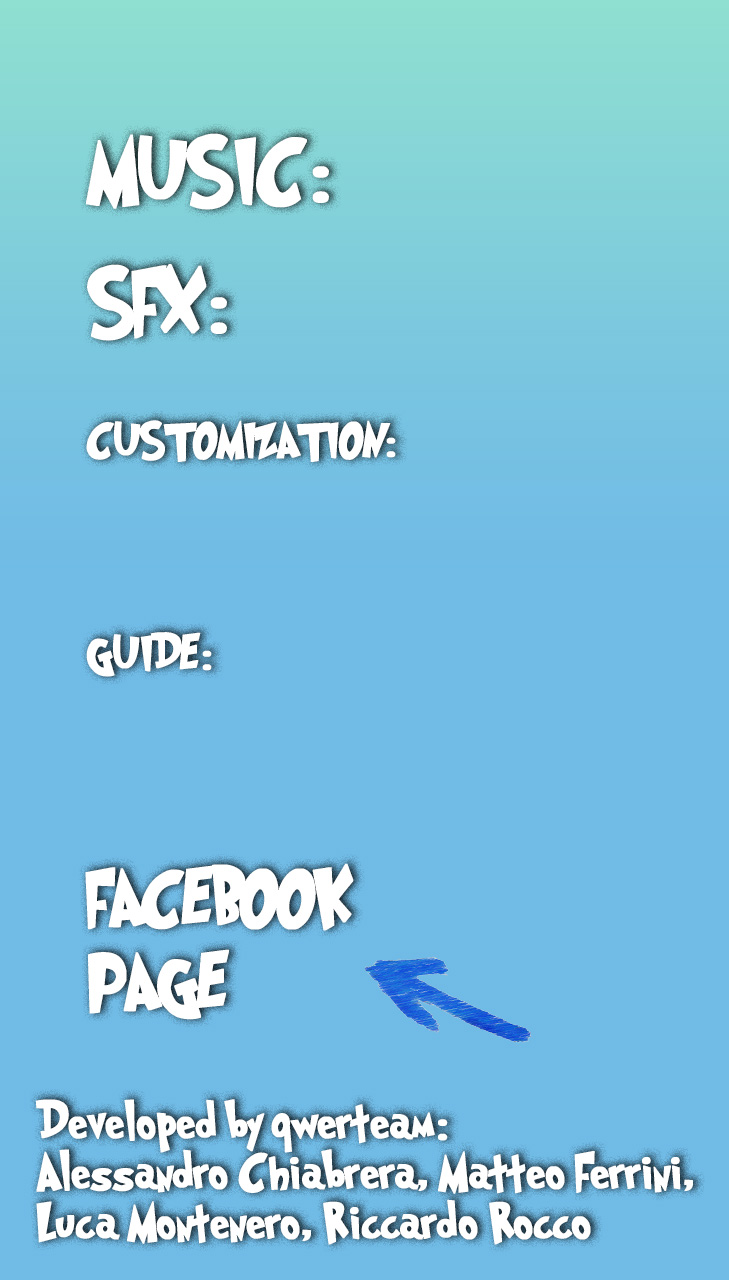 MUSIC:
SFX:
CUSTOMIZATION:
GUIDE:
FACEBOOK
PAGE
Developed by qwerteam:
Alessandro Chiabrera, Matteo Ferrini,
Luca Montenero, Riccardo Rocco